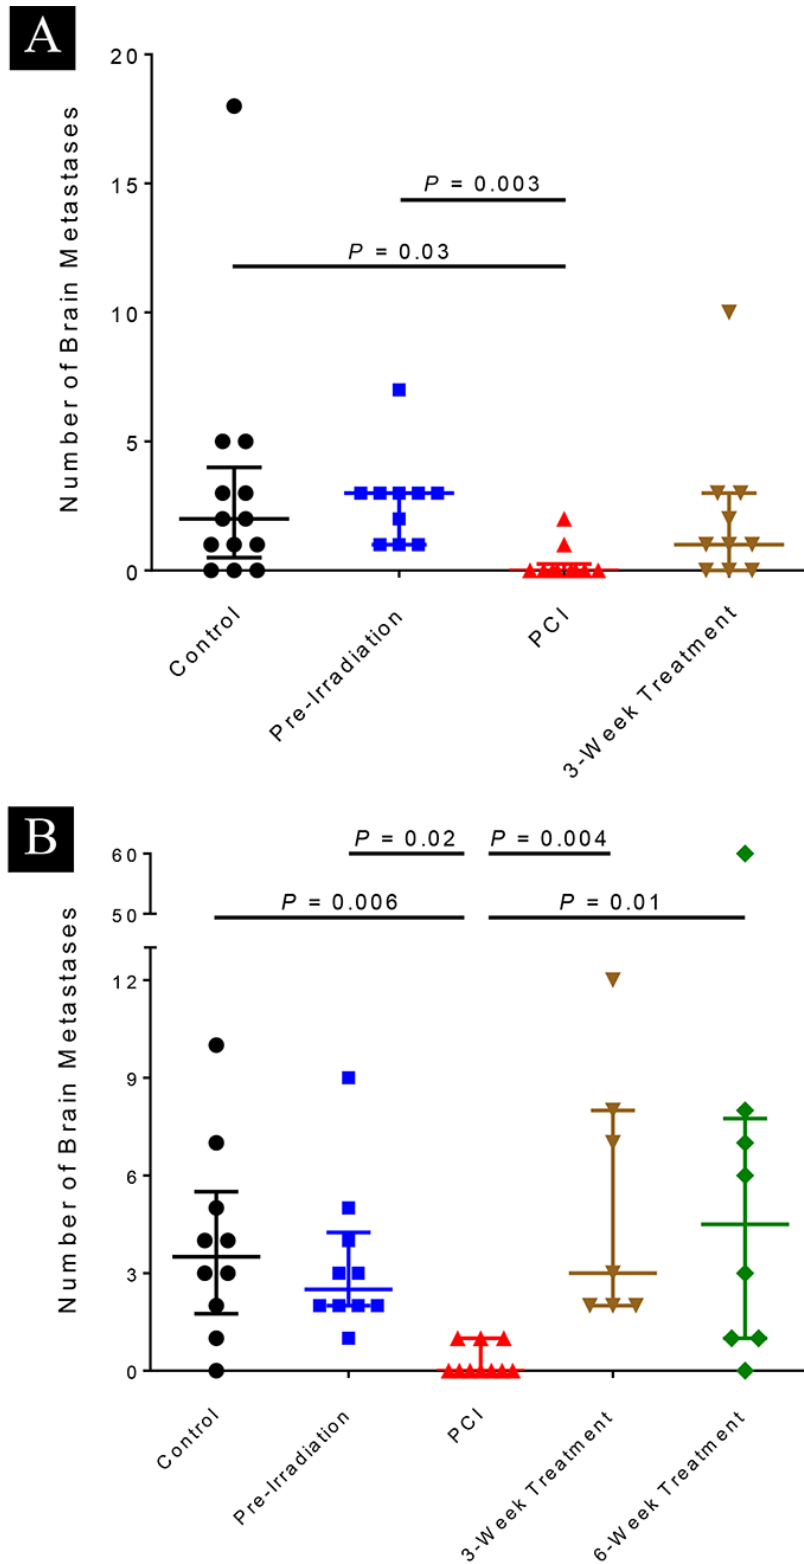 A
Number of Brain Metastases
20
15
10
5
0
P = 0.003
P = 0.03
Control
Pre-Irradiation
PCI
3-Week Treatment
B
Number of Brain Metastases
60
50
12
9
6
3
0
P = 0.02
P = 0.004
P = 0.006
P = 0.01
Control
Pre-Irradiation
PCI
3-Week Treatment
6-Week Treatment